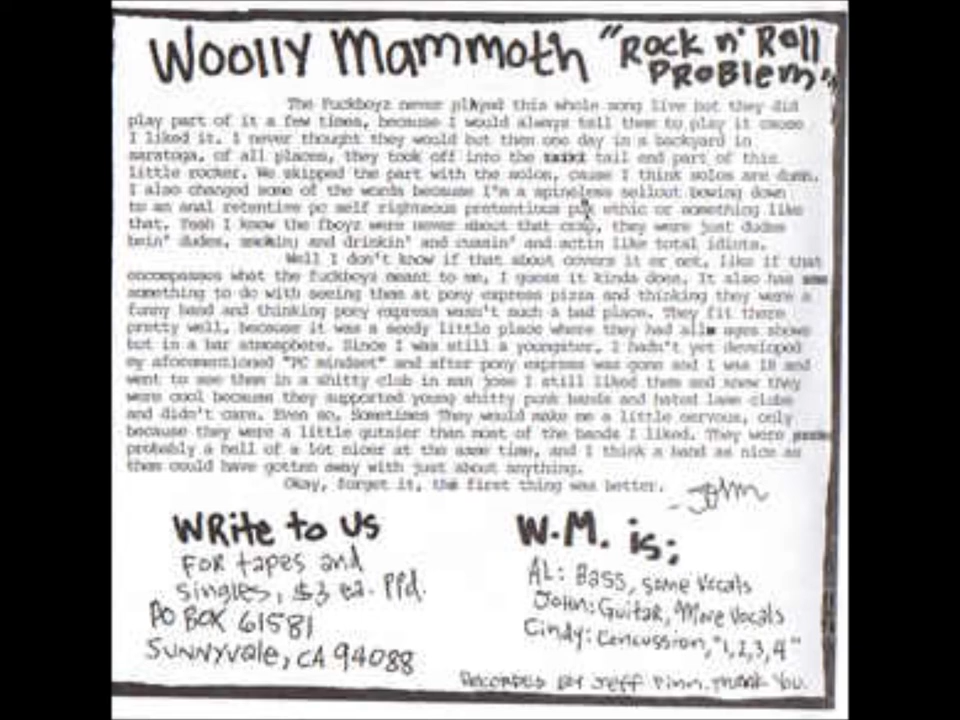 Woolly Mammoth "Rock n' Roll
Problem"
The Fuckboyz never played this whole song live but they did
play part of it a few times, because I would always tell them to play it cause
I liked it. I never thought they would but then one day in a backyard in
saratoga, of all places, they took off into the tail end part of this
little rocker. We skipped the part with the solos, cause I think solos are dumb.
I also changed some of the words because I'm a spineless sellout bowing down
to an anal retentive pc self righteous pretentious ethic or something like
that. Yeah I know the fboyz were never about that crap, they were just dudes
bein' dudes, smoking and drinkin' and cussin' and actin like total idiots.
Well I don't know if that about covers it or not, like if that
encompasses what the fuckboyz meant to me, I guess it kinda does. It also has
something to do with seeing them at pony express pizza and thinking they were a
funny band and thinking pony express wasn't such a bad place. They fit there
pretty well, because it was a seedy little place where they had all ages shows
but in a bar atmosphere. Since I was still a youngster, I hadn't yet developed
my aforementioned "PC mindset" and after pony express was gone and I was 18 and
went to see them in a shitty club in san jose I still liked them and knew they
were cool because they supported young shitty punk bands and hated lame clubs
and didn't care. Even so, Sometimes They would make me a little nervous, only
because they were a little gutsier than most of the bands I liked. They were
probably a hell of a lot nicer at the same time, and I think a band as nice as
them could have gotten away with just about anything.
Okay, forget it, the first thing was better. -John
Write to us
For tapes and
singles, $3 ea. ppd.
PO Box 61581
Sunnyvale, CA 94088
W.M. is:
AL: Bass, some Vocals
John: Guitar, More Vocals
Cindy: Concussion, "1,2,3,4"
Recorded by Jeff Thank You.